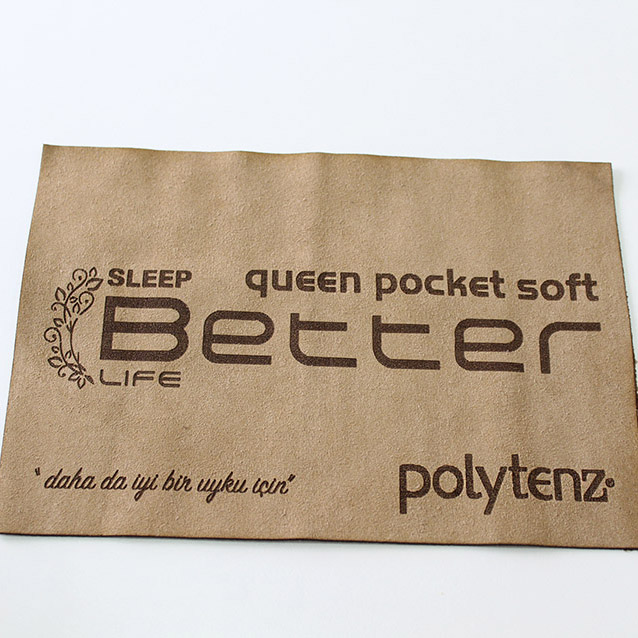 SLEEP queen pocket soft
Better
LIFE
"daha da iyi bir uyku için"
polytenz®